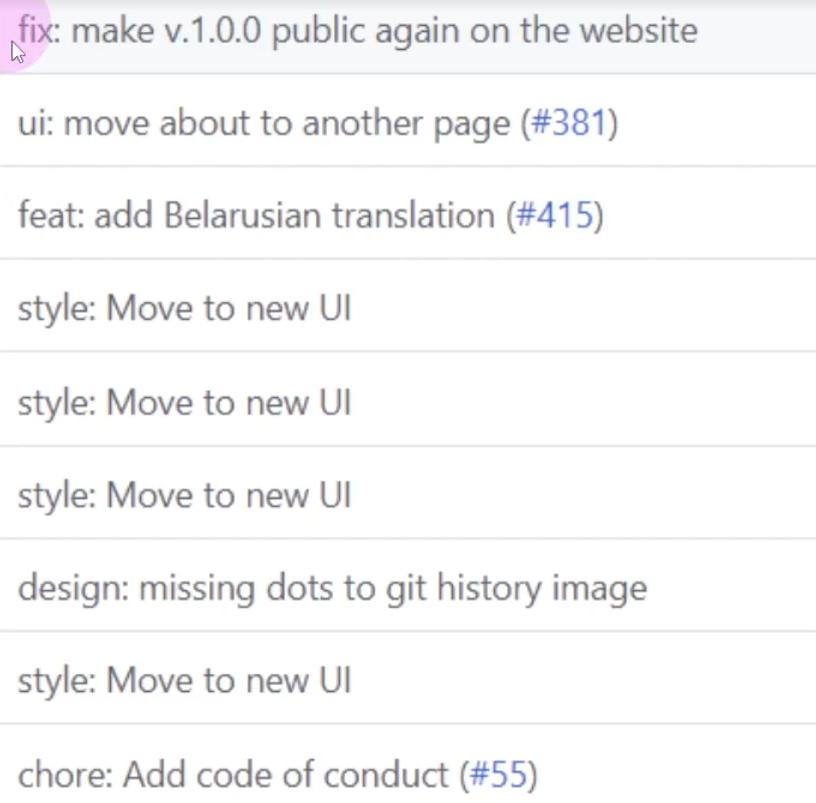 fix: make v.1.0.0 public again on the website
ui: move about to another page (#381)
feat: add Belarusian translation (#415)
style: Move to new UI
style: Move to new UI
style: Move to new UI
design: missing dots to git history image
style: Move to new UI
chore: Add code of conduct (#55)